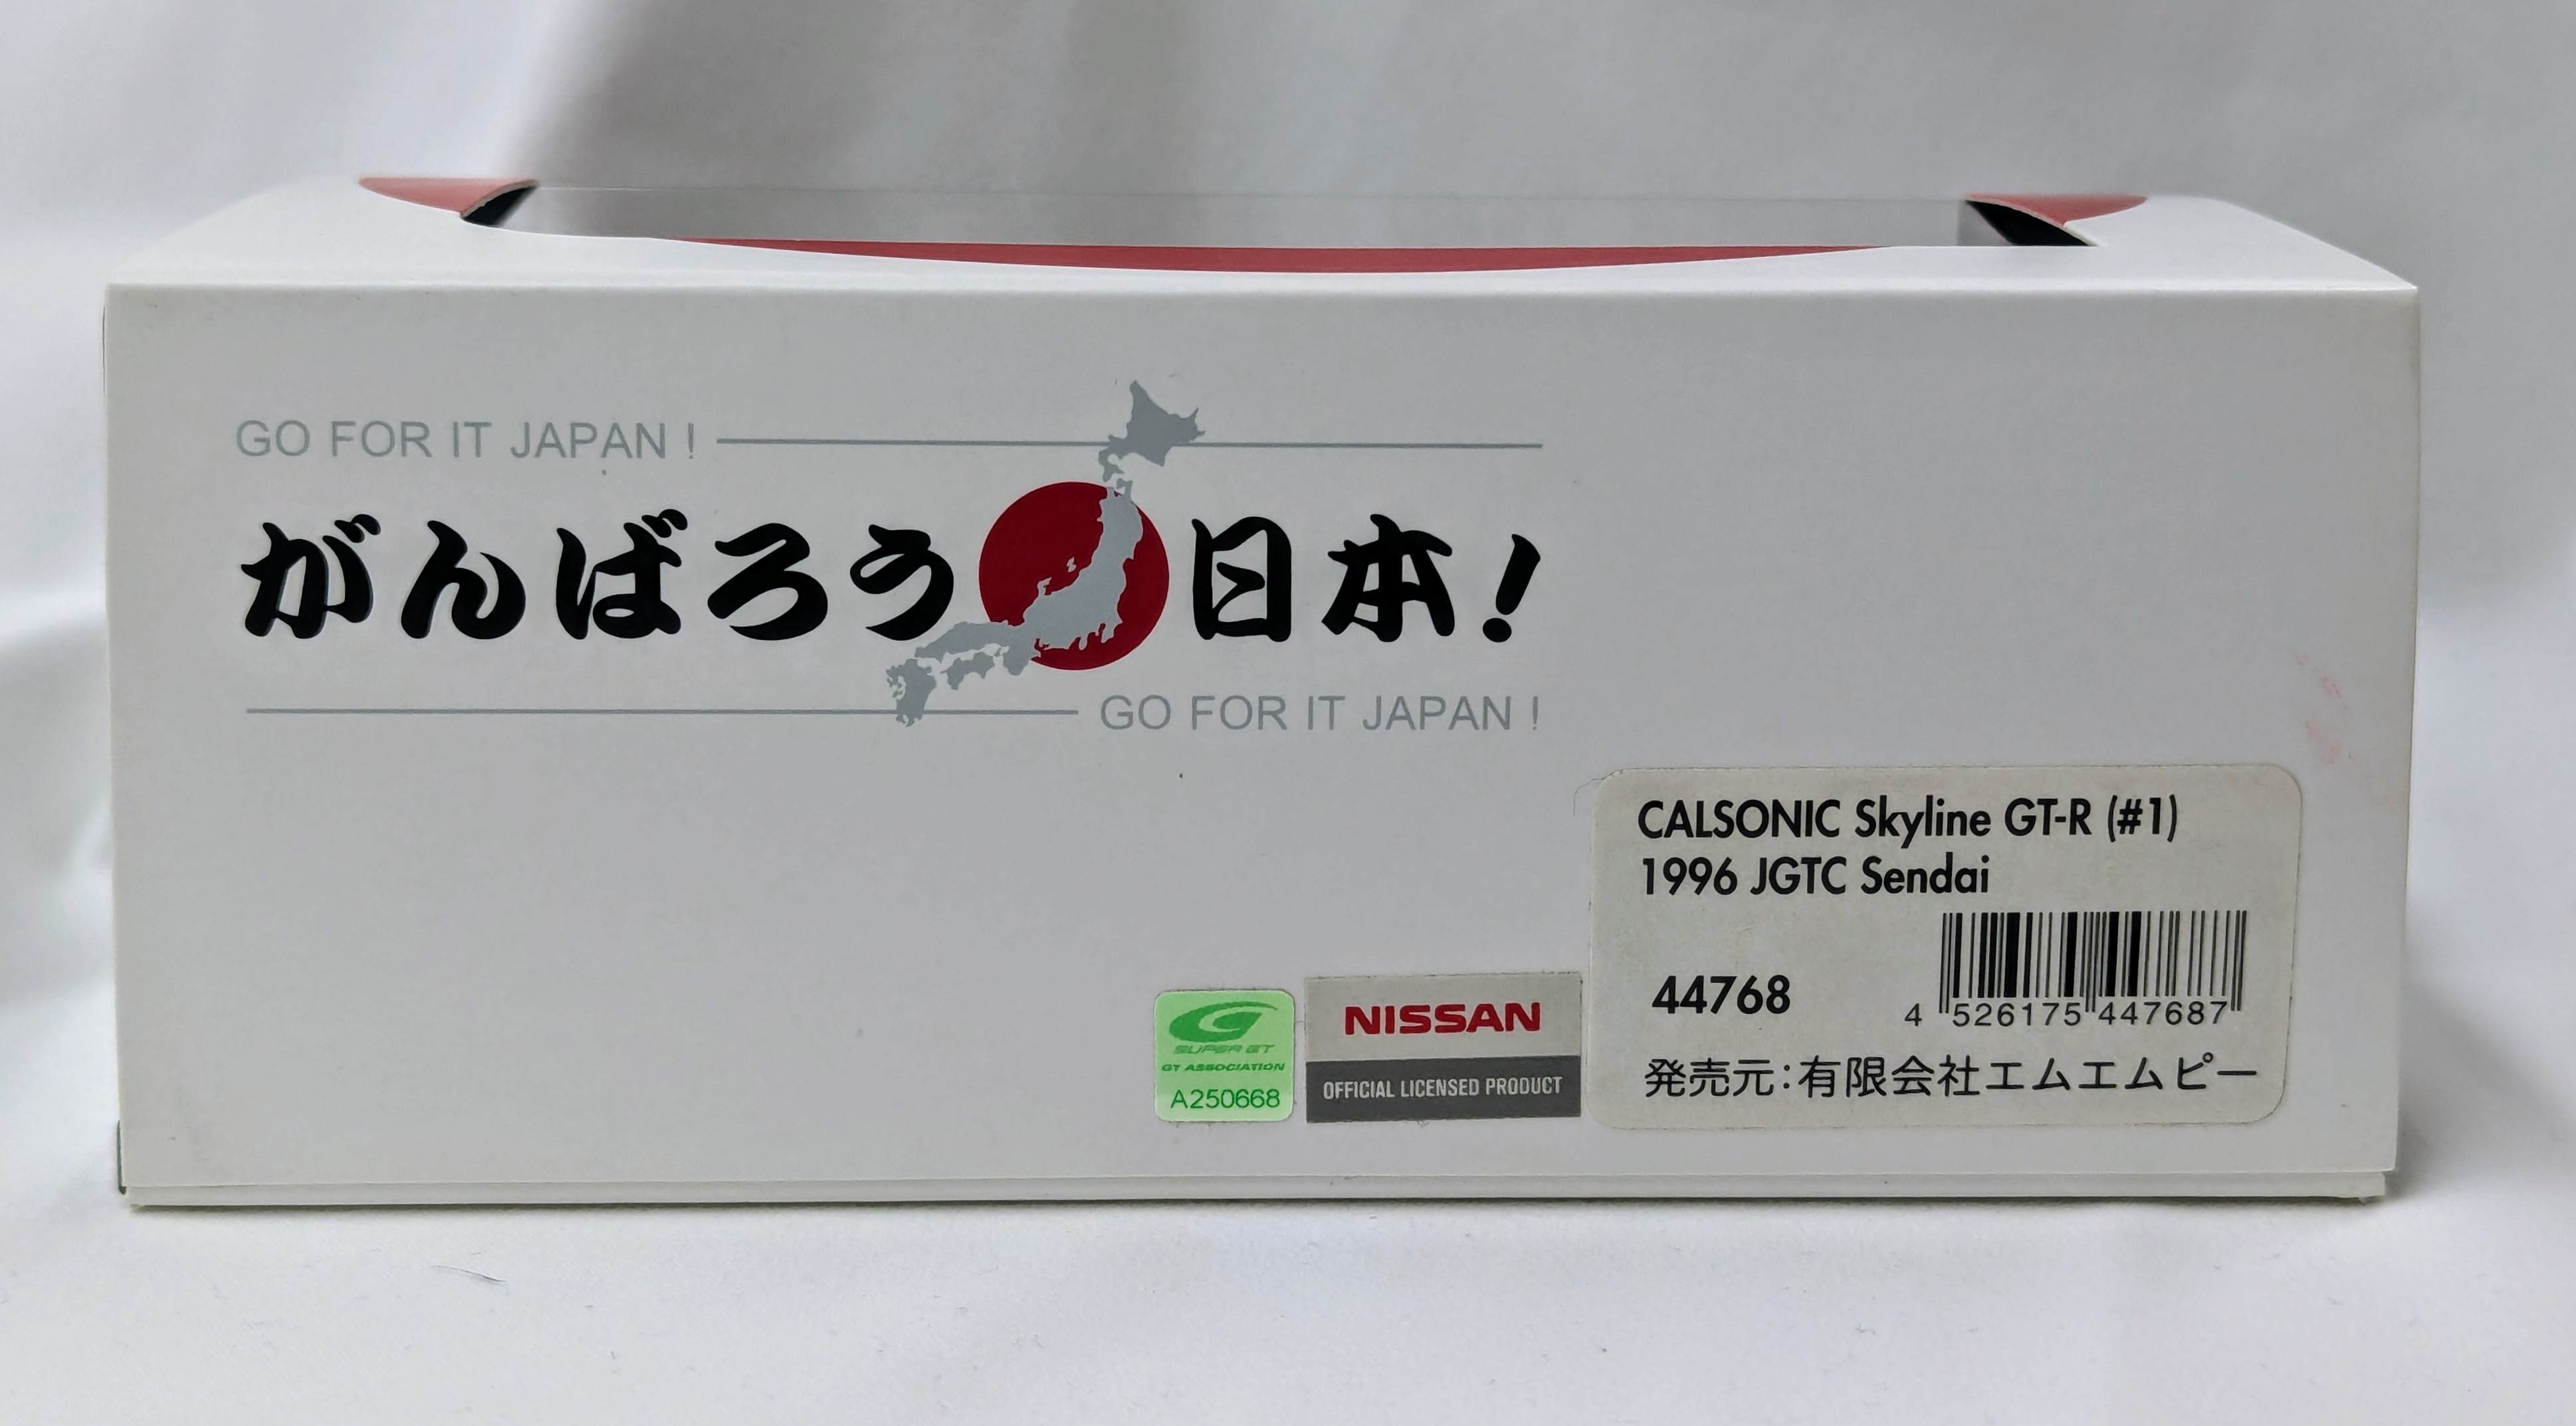 GO FOR IT JAPAN !
がんばろう日本!
GO FOR IT JAPAN !
CALSONIC Skyline GT-R (#1)
1996 JGTC Sendai
44768
4 526175 447687
発売元:有限会社エムエムピー
NISSAN
OFFICIAL LICENSED PRODUCT
SUPER GT
GT ASSOCIATION
A250668